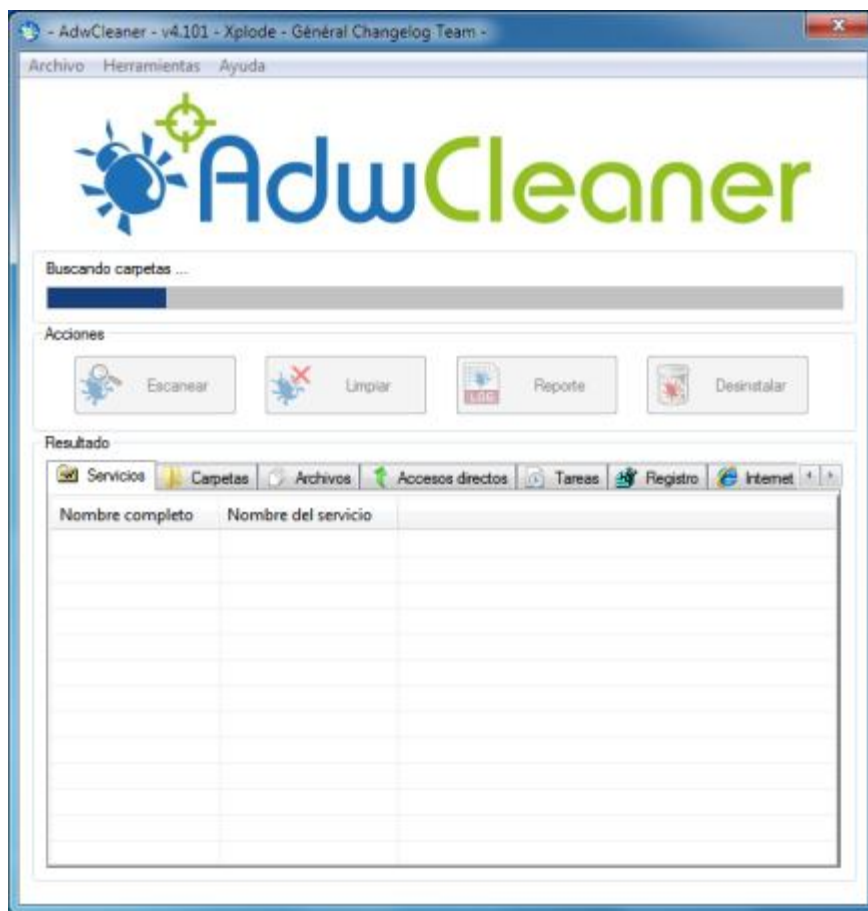 - AdwCleaner - v4.101 - Xplode - Général Changelog Team -
Archivo Herramientas Ayuda
AdwCleaner
Buscando carpetas ...
Acciones
Escanear Limpiar LOG Reporte Desinstalar
Resultado
Servicios Carpetas Archivos Accesos directos Tareas Registro Internet
Nombre completo Nombre del servicio